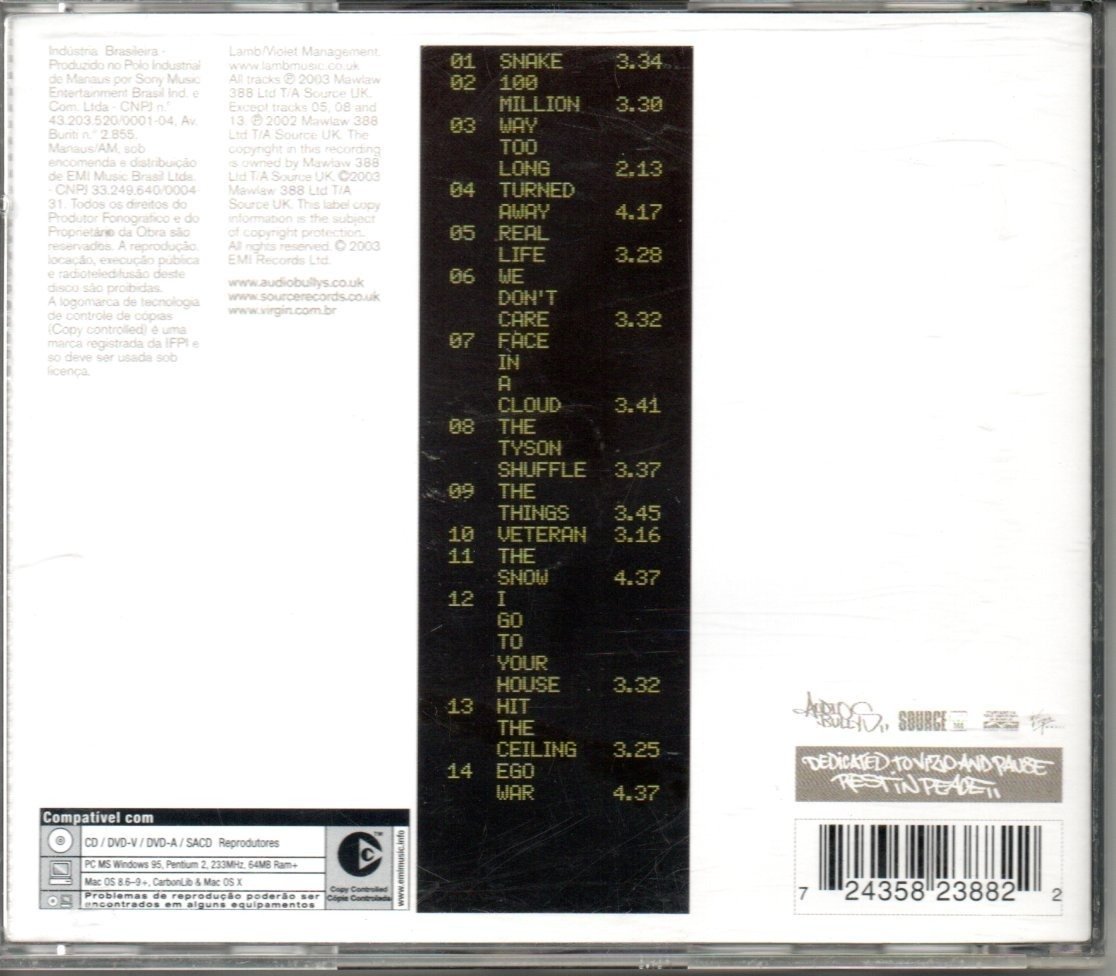 Indústria Brasileira -
Produzido no Polo Industrial
de Manaus por Sony Music
Entertainment Brasil Ind. e
Com. Ltda - CNPJ n.º
43.203.520/0001-04, Av.
Buriti n.º 2.855.
Manaus/AM, sob
encomenda e distribuição
de EMI Music Brasil Ltda.
- CNPJ 33.249.640/0004-
31. Todos os direitos do
Produtor Fonográfico e do
Proprietário da Obra são
reservados. A reprodução,
locação, execução pública
e radioteledifusão deste
disco são proibidas.
A logomarca de tecnologia
de controle de cópias
(Copy controlled) é uma
marca registrada da IFPI e
so deve ser usada sob
licença.
Lamb/Violet Management.
www.lambmusic.co.uk
All tracks ℗ 2003 Mawlaw
388 Ltd T/A Source UK.
Except tracks 05, 08 and
13. ℗ 2002 Mawlaw 388
Ltd T/A Source UK. The
copyright in this recording
is owned by Mawlaw 388
Ltd T/A Source UK. ©2003
Mawlaw 388 Ltd T/A
Source UK. This label copy
information is the subject
of copyright protection.
All rights reserved. © 2003
EMI Records Ltd.
www.audiobullys.co.uk
www.sourcerecords.co.uk
www.virgin.com.br
01 SNAKE 3.34
02 100
MILLION 3.30
03 WAY
TOO
LONG 2.13
04 TURNED
AWAY 4.17
05 REAL
LIFE 3.28
06 WE
DON'T
CARE 3.32
07 FACE
IN
A
CLOUD 3.41
08 THE
TYSON
SHUFFLE 3.37
09 THE
THINGS 3.45
10 VETERAN 3.16
11 THE
SNOW 4.37
12 I
GO
TO
YOUR
HOUSE 3.32
13 HIT
THE
CEILING 3.25
14 EGO
WAR 4.37
AUDIO
BULLYS
SOURCE
DEDICATED TO VIZIO AND PAUSE
REST IN PEACE
Compatível com
CD / DVD-V / DVD-A / SACD Reprodutores
PC MS Windows 95, Pentium 2, 233MHz, 64MB Ram+
Mac OS 8.6-9+, CarbonLib & Mac OS X
Problemas de reprodução poderão ser
encontrados em alguns equipamentos
TM
Copy Controlled
Cópia Controlada
www.emimusic.info
7 24358 23882 2